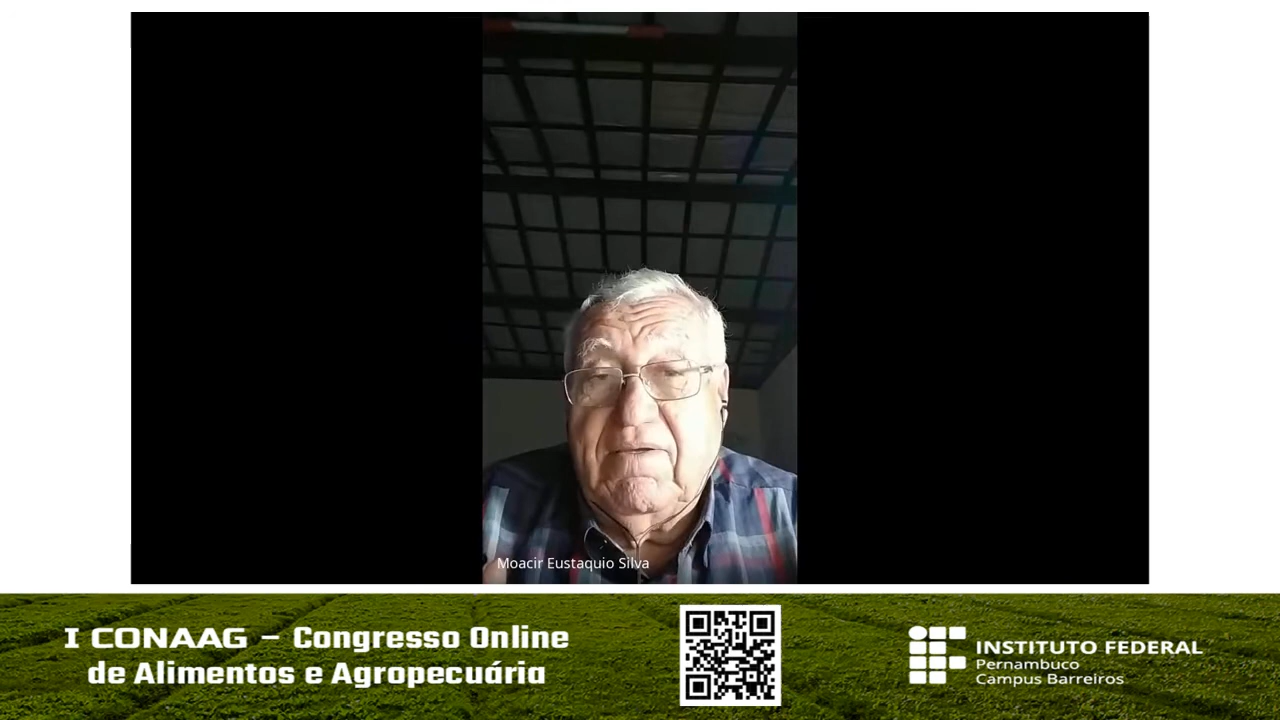 Moacir Eustaquio Silva
I CONAAG – Congresso Online
de Alimentos e Agropecuária
INSTITUTO FEDERAL
Pernambuco
Campus Barreiros